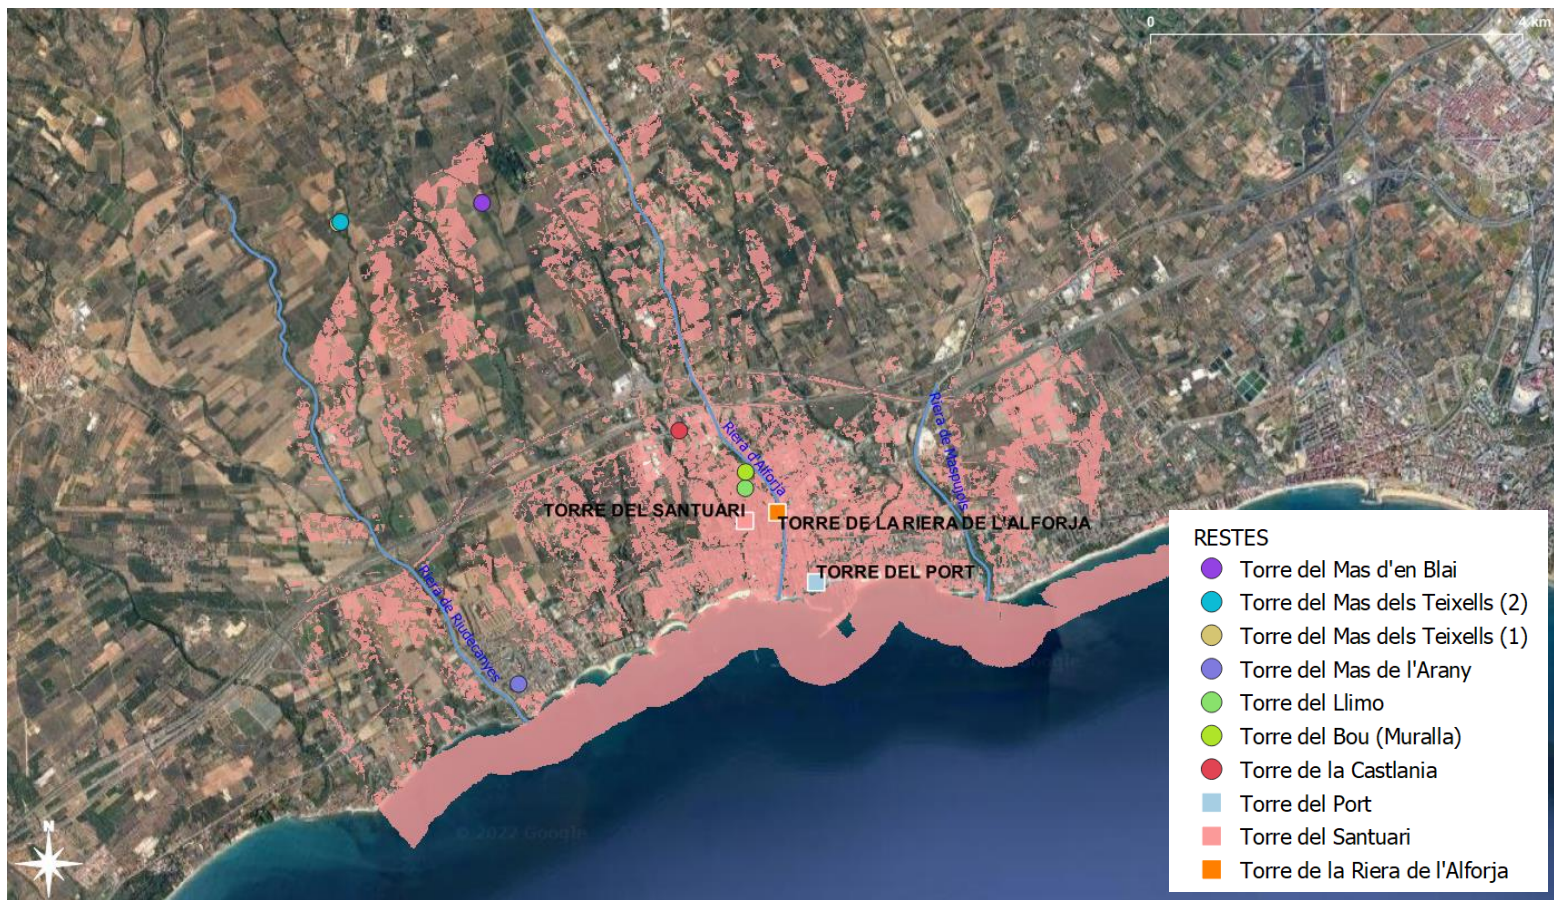 0 4 km
Riera d'Alforja
Riera de Maspujols
TORRE DEL SANTUARI
TORRE DE LA RIERA DE L'ALFORJA
TORRE DEL PORT
Riera de Riudecanyes
N
© 2022 Google
RESTES
Torre del Mas d'en Blai
Torre del Mas dels Teixells (2)
Torre del Mas dels Teixells (1)
Torre del Mas de l'Arany
Torre del Llimo
Torre del Bou (Muralla)
Torre de la Castlania
Torre del Port
Torre del Santuari
Torre de la Riera de l'Alforja